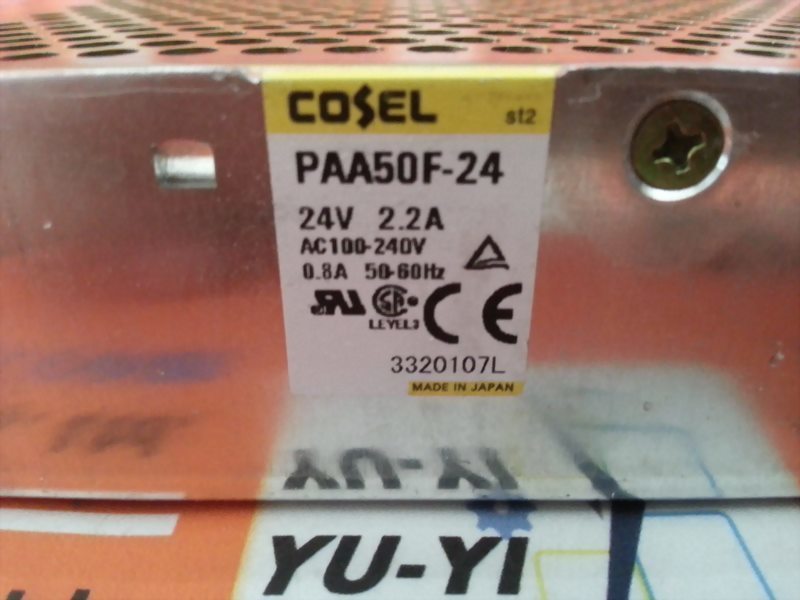 COSEL st2
PAA50F-24
24V 2.2A
AC100-240V
0.8A 50-60Hz
LEVEL3
CE
3320107L
MADE IN JAPAN
YU-YI